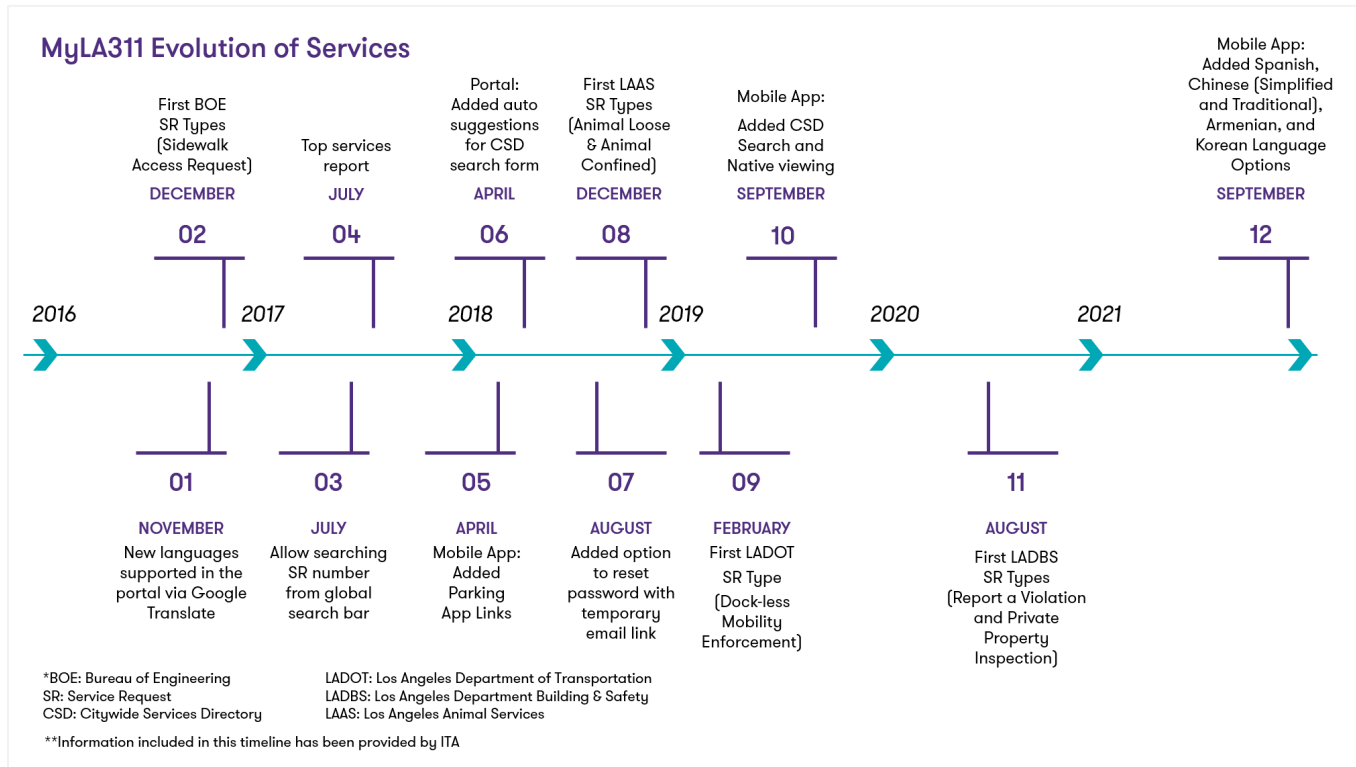 MyLA311 Evolution of Services
First BOE
SR Types
(Sidewalk
Access Request)
DECEMBER
02
Top services
report
JULY
04
Portal:
Added auto
suggestions
for CSD
search form
APRIL
06
First LAAS
SR Types
(Animal Loose
& Animal
Confined)
DECEMBER
08
Mobile App:
Added CSD
Search and
Native viewing
SEPTEMBER
10
Mobile App:
Added Spanish,
Chinese (Simplified
and Traditional),
Armenian, and
Korean Language
Options
SEPTEMBER
12
2016
2017
2018
2019
2020
2021
01
NOVEMBER
New languages
supported in the
portal via Google
Translate
03
JULY
Allow searching
SR number
from global
search bar
05
APRIL
Mobile App:
Added
Parking
App Links
07
AUGUST
Added option
to reset
password with
temporary
email link
09
FEBRUARY
First LADOT
SR Type
(Dock-less
Mobility
Enforcement)
11
AUGUST
First LADBS
SR Types
(Report a Violation
and Private
Property
Inspection)
*BOE: Bureau of Engineering
SR: Service Request
CSD: Citywide Services Directory
LADOT: Los Angeles Department of Transportation
LADBS: Los Angeles Department Building & Safety
LAAS: Los Angeles Animal Services
**Information included in this timeline has been provided by ITA